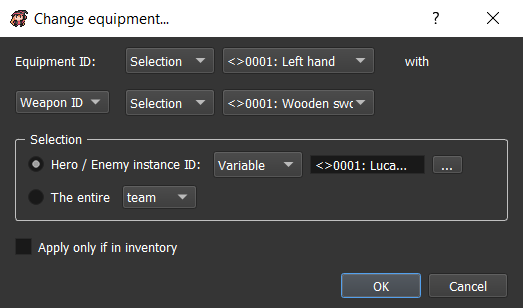 Change equipment...
Equipment ID: Selection <>0001: Left hand with
Weapon ID Selection <>0001: Wooden swo
Selection
Hero / Enemy instance ID: Variable <>0001: Luca... ...
The entire team
Apply only if in inventory
OK Cancel